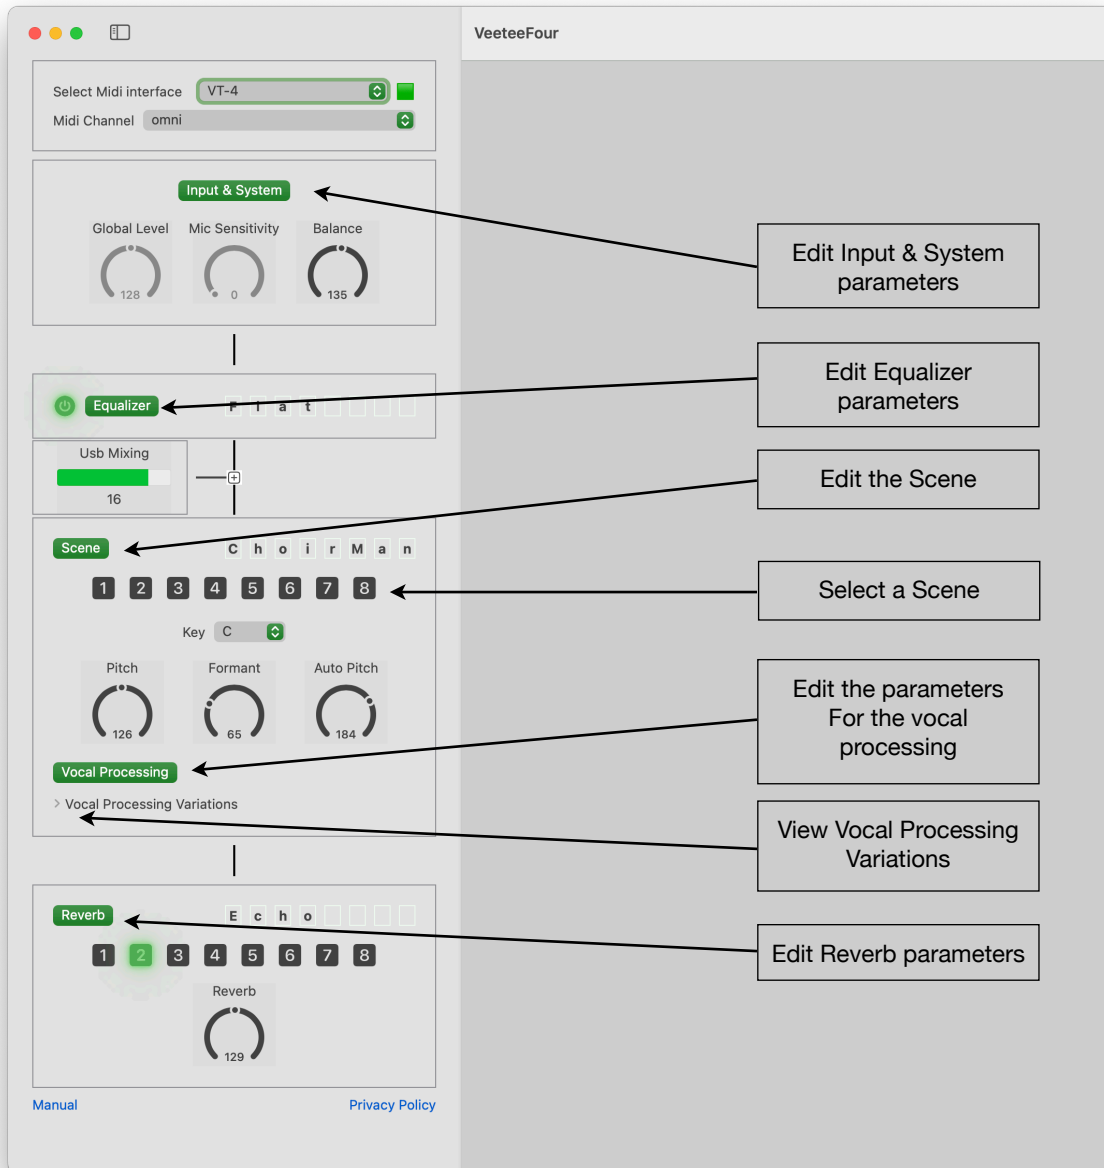 VeeteeFour
Select Midi interface VT-4
Midi Channel omni
Input & System
Global Level Mic Sensitivity Balance
128 0 135
Edit Input & System
parameters
Equalizer Flat
Edit Equalizer
parameters
Usb Mixing
16
Edit the Scene
Scene ChoirMan
1 2 3 4 5 6 7 8
Select a Scene
Key C
Pitch Formant Auto Pitch
126 65 184
Edit the parameters
For the vocal
processing
Vocal Processing
> Vocal Processing Variations
View Vocal Processing
Variations
Reverb Echo
1 2 3 4 5 6 7 8
Edit Reverb parameters
Reverb
129
Manual Privacy Policy